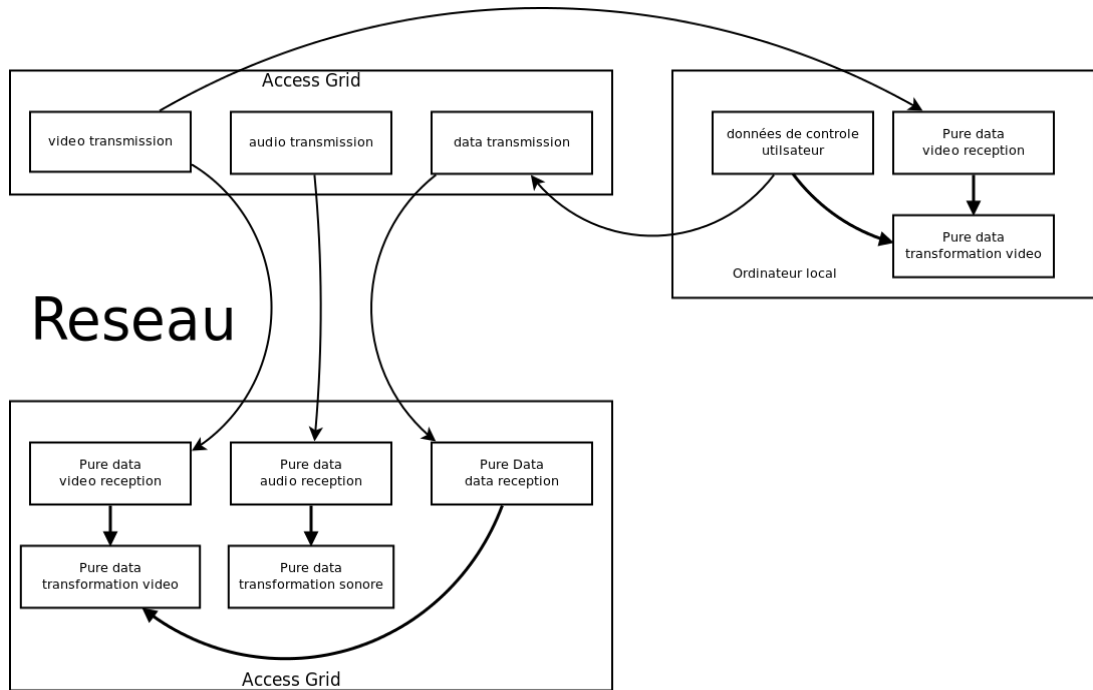 Access Grid
video transmission
audio transmission
data transmission
données de controle
utilsateur
Pure data
video reception
Pure data
transformation video
Ordinateur local
Reseau
Pure data
video reception
Pure data
audio reception
Pure Data
data reception
Pure data
transformation video
Pure data
transformation sonore
Access Grid